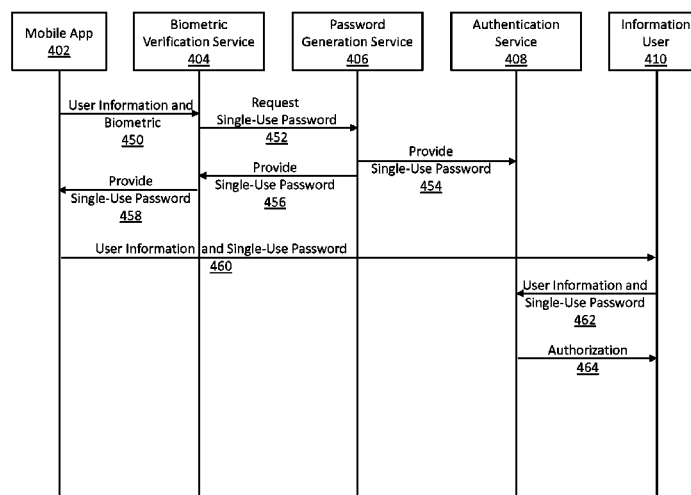 Mobile App
402
Biometric
Verification Service
404
Password
Generation Service
406
Authentication
Service
408
Information
User
410
User Information and
Biometric
450
Request
Single-Use Password
452
Provide
Single-Use Password
454
Provide
Single-Use Password
456
Provide
Single-Use Password
458
User Information and Single-Use Password
460
User Information and
Single-Use Password
462
Authorization
464